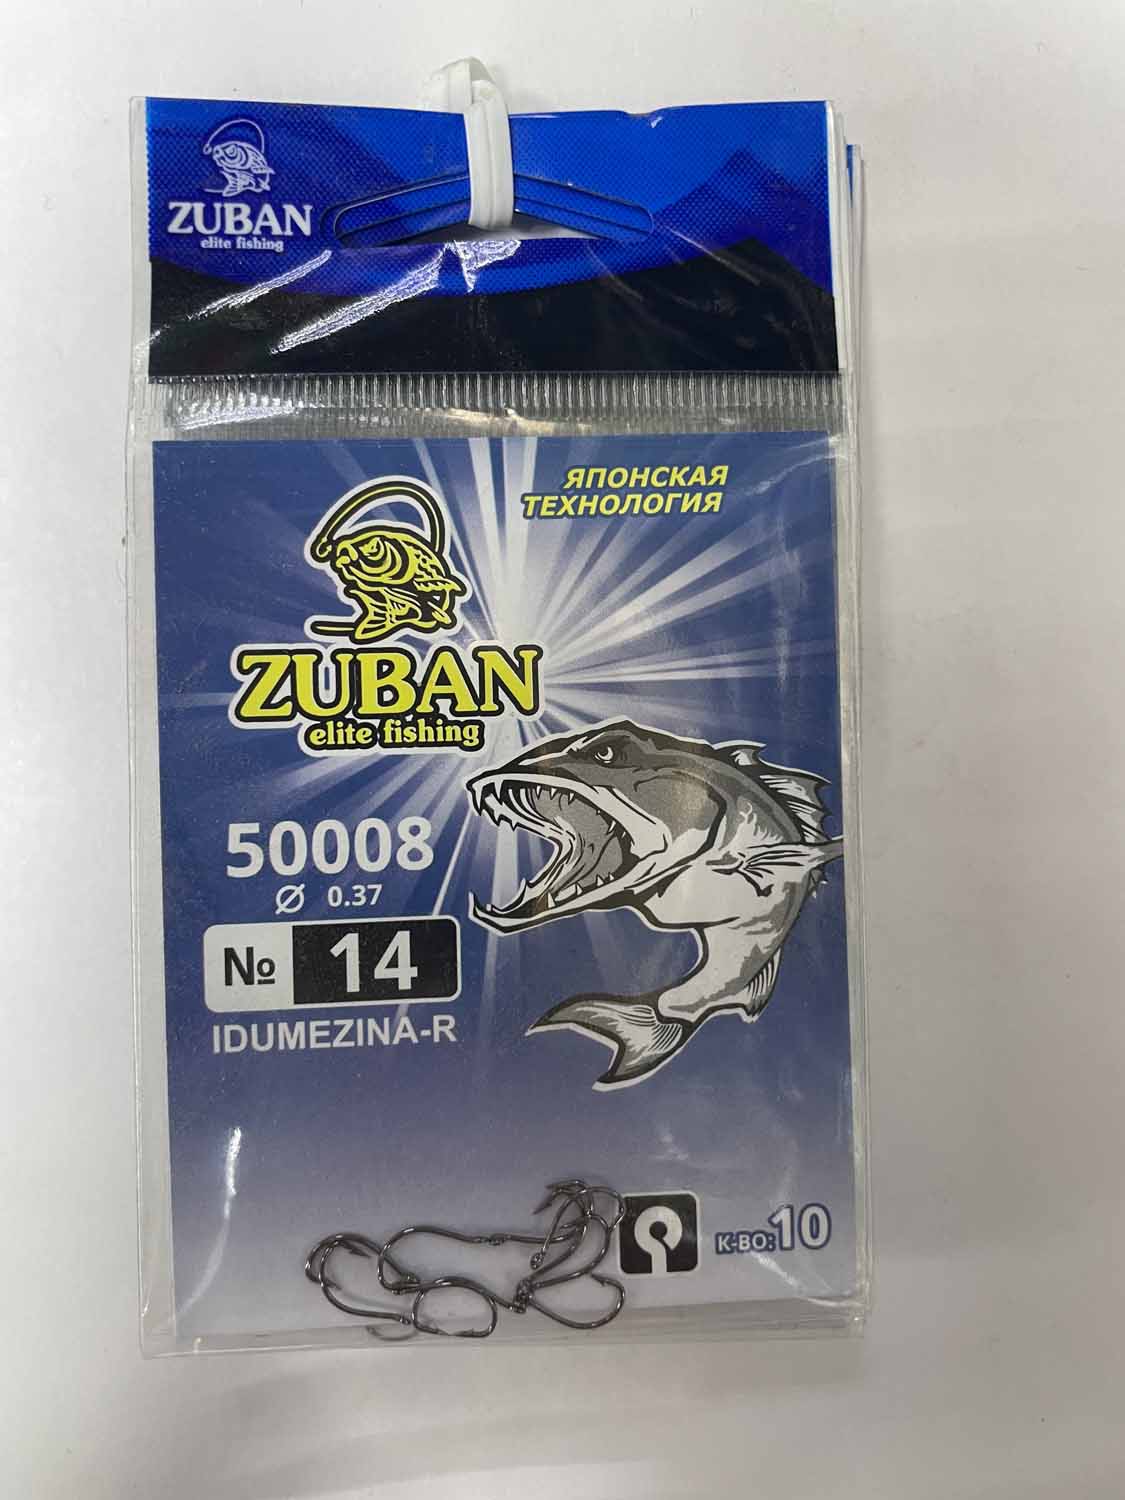 ZUBAN
elite fishing
ЯПОНСКАЯ
ТЕХНОЛОГИЯ
ZUBAN
elite fishing
50008
Ø 0.37
№ 14
IDUMEZINA-R
К-ВО:10